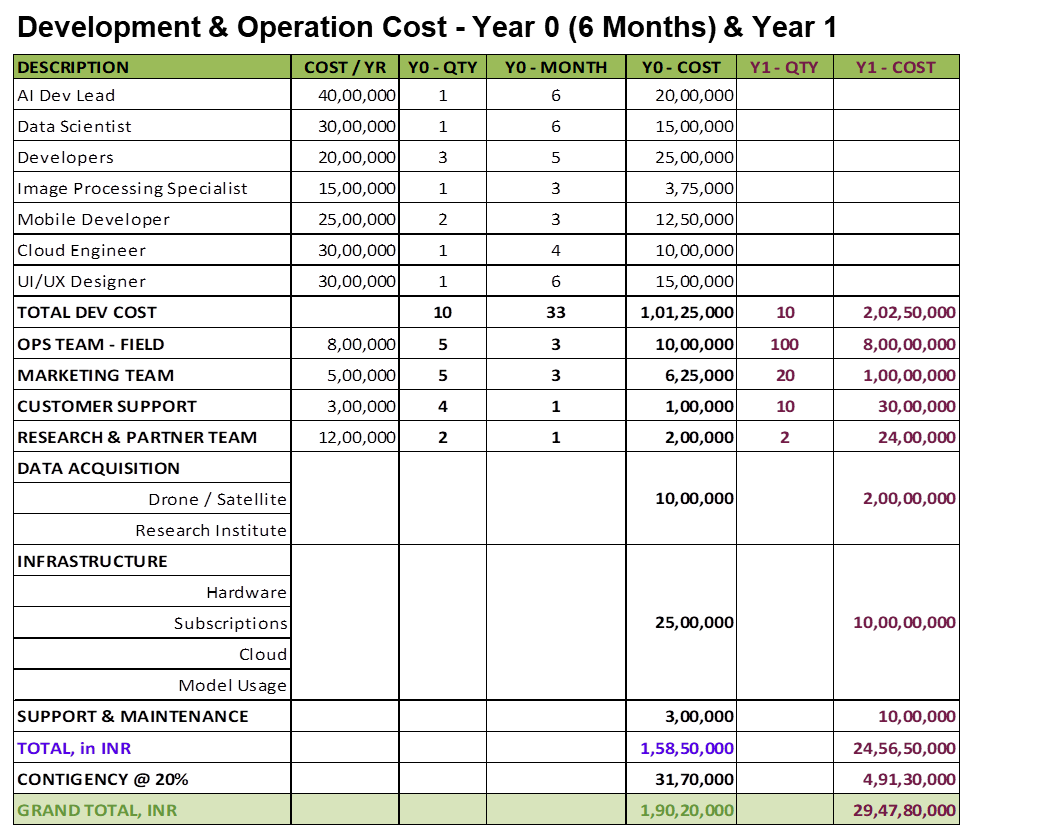 Development & Operation Cost - Year 0 (6 Months) & Year 1
DESCRIPTION COST / YR Y0 - QTY Y0 - MONTH Y0 - COST Y1 - QTY Y1 - COST
AI Dev Lead 40,00,000 1 6 20,00,000
Data Scientist 30,00,000 1 6 15,00,000
Developers 20,00,000 3 5 25,00,000
Image Processing Specialist 15,00,000 1 3 3,75,000
Mobile Developer 25,00,000 2 3 12,50,000
Cloud Engineer 30,00,000 1 4 10,00,000
UI/UX Designer 30,00,000 1 6 15,00,000
TOTAL DEV COST 10 33 1,01,25,000 10 2,02,50,000
OPS TEAM - FIELD 8,00,000 5 3 10,00,000 100 8,00,00,000
MARKETING TEAM 5,00,000 5 3 6,25,000 20 1,00,00,000
CUSTOMER SUPPORT 3,00,000 4 1 1,00,000 10 30,00,000
RESEARCH & PARTNER TEAM 12,00,000 2 1 2,00,000 2 24,00,000
DATA ACQUISITION
Drone / Satellite 10,00,000 2,00,00,000
Research Institute
INFRASTRUCTURE
Hardware
Subscriptions 25,00,000 10,00,00,000
Cloud
Model Usage
SUPPORT & MAINTENANCE 3,00,000 10,00,000
TOTAL, in INR 1,58,50,000 24,56,50,000
CONTIGENCY @ 20% 31,70,000 4,91,30,000
GRAND TOTAL, INR 1,90,20,000 29,47,80,000